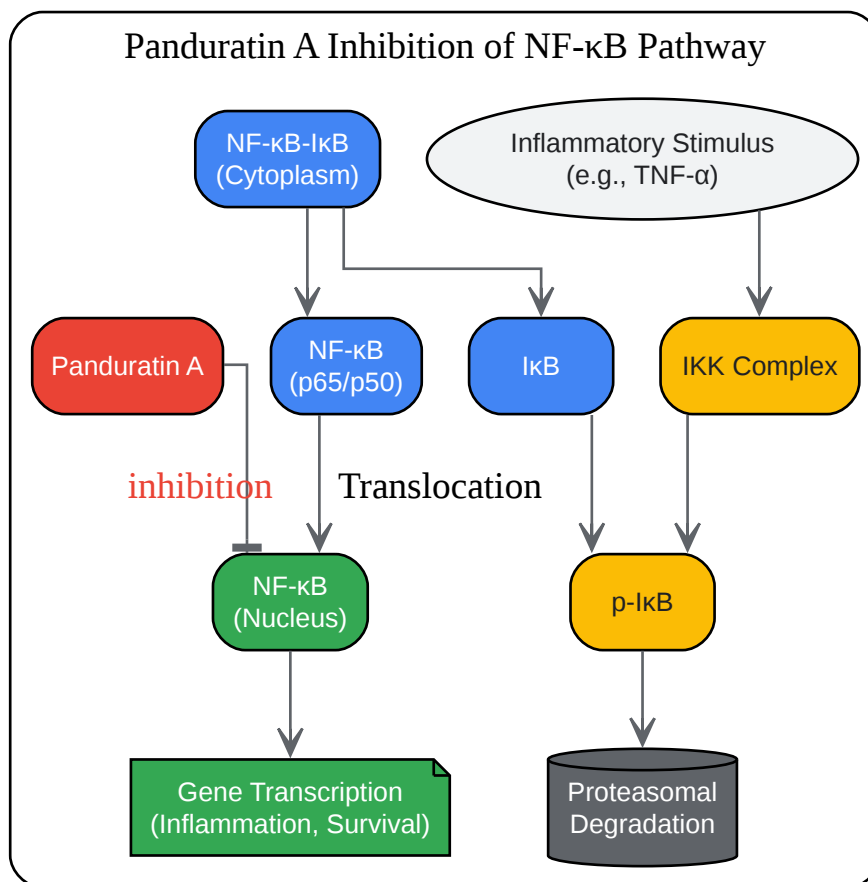 Panduratin A Inhibition of NF-κB Pathway
NF-κB-IκB
(Cytoplasm)
Inflammatory Stimulus
(e.g., TNF-α)
Panduratin A
NF-κB
(p65/p50)
IκB
IKK Complex
inhibition
Translocation
NF-κB
(Nucleus)
p-IκB
Gene Transcription
(Inflammation, Survival)
Proteasomal
Degradation